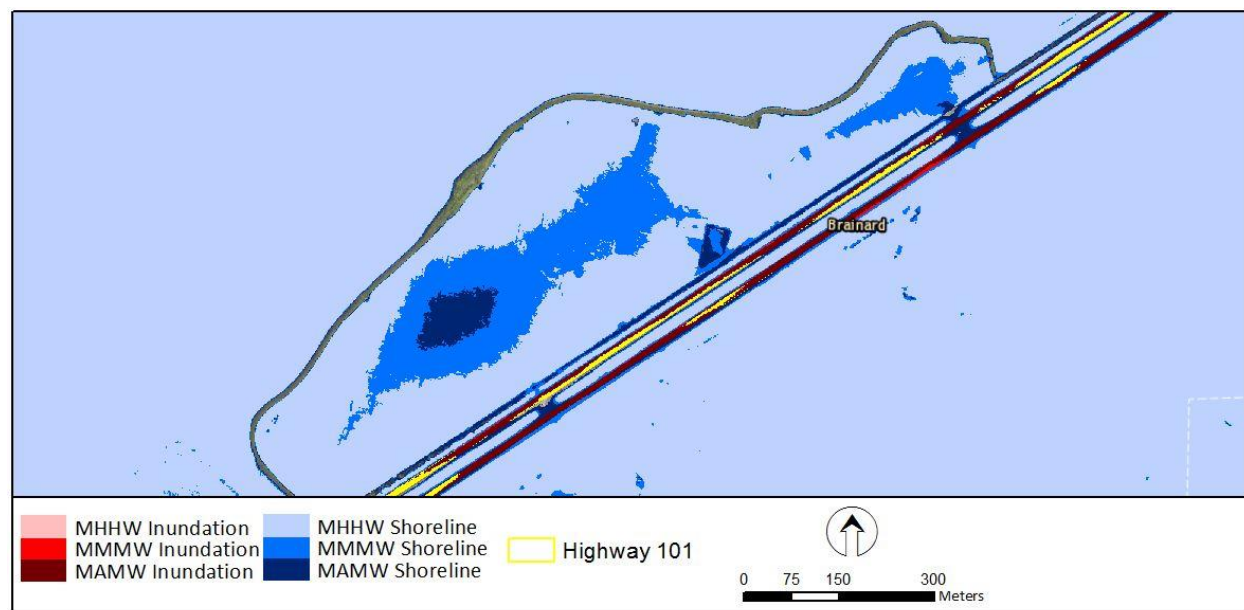 Brainard
MHHW Inundation
MMMW Inundation
MAMW Inundation
MHHW Shoreline
MMMW Shoreline
MAMW Shoreline
Highway 101
0 75 150 300
Meters